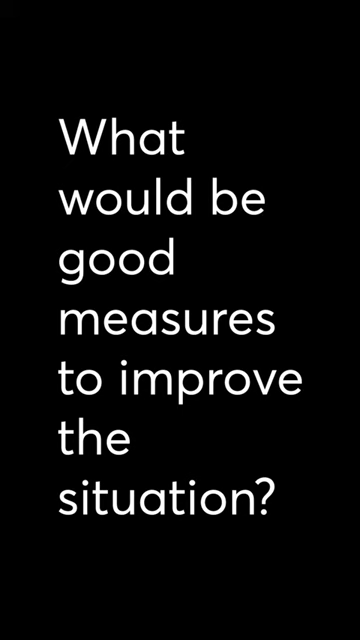 What
would be
good
measures
to improve
the
situation?